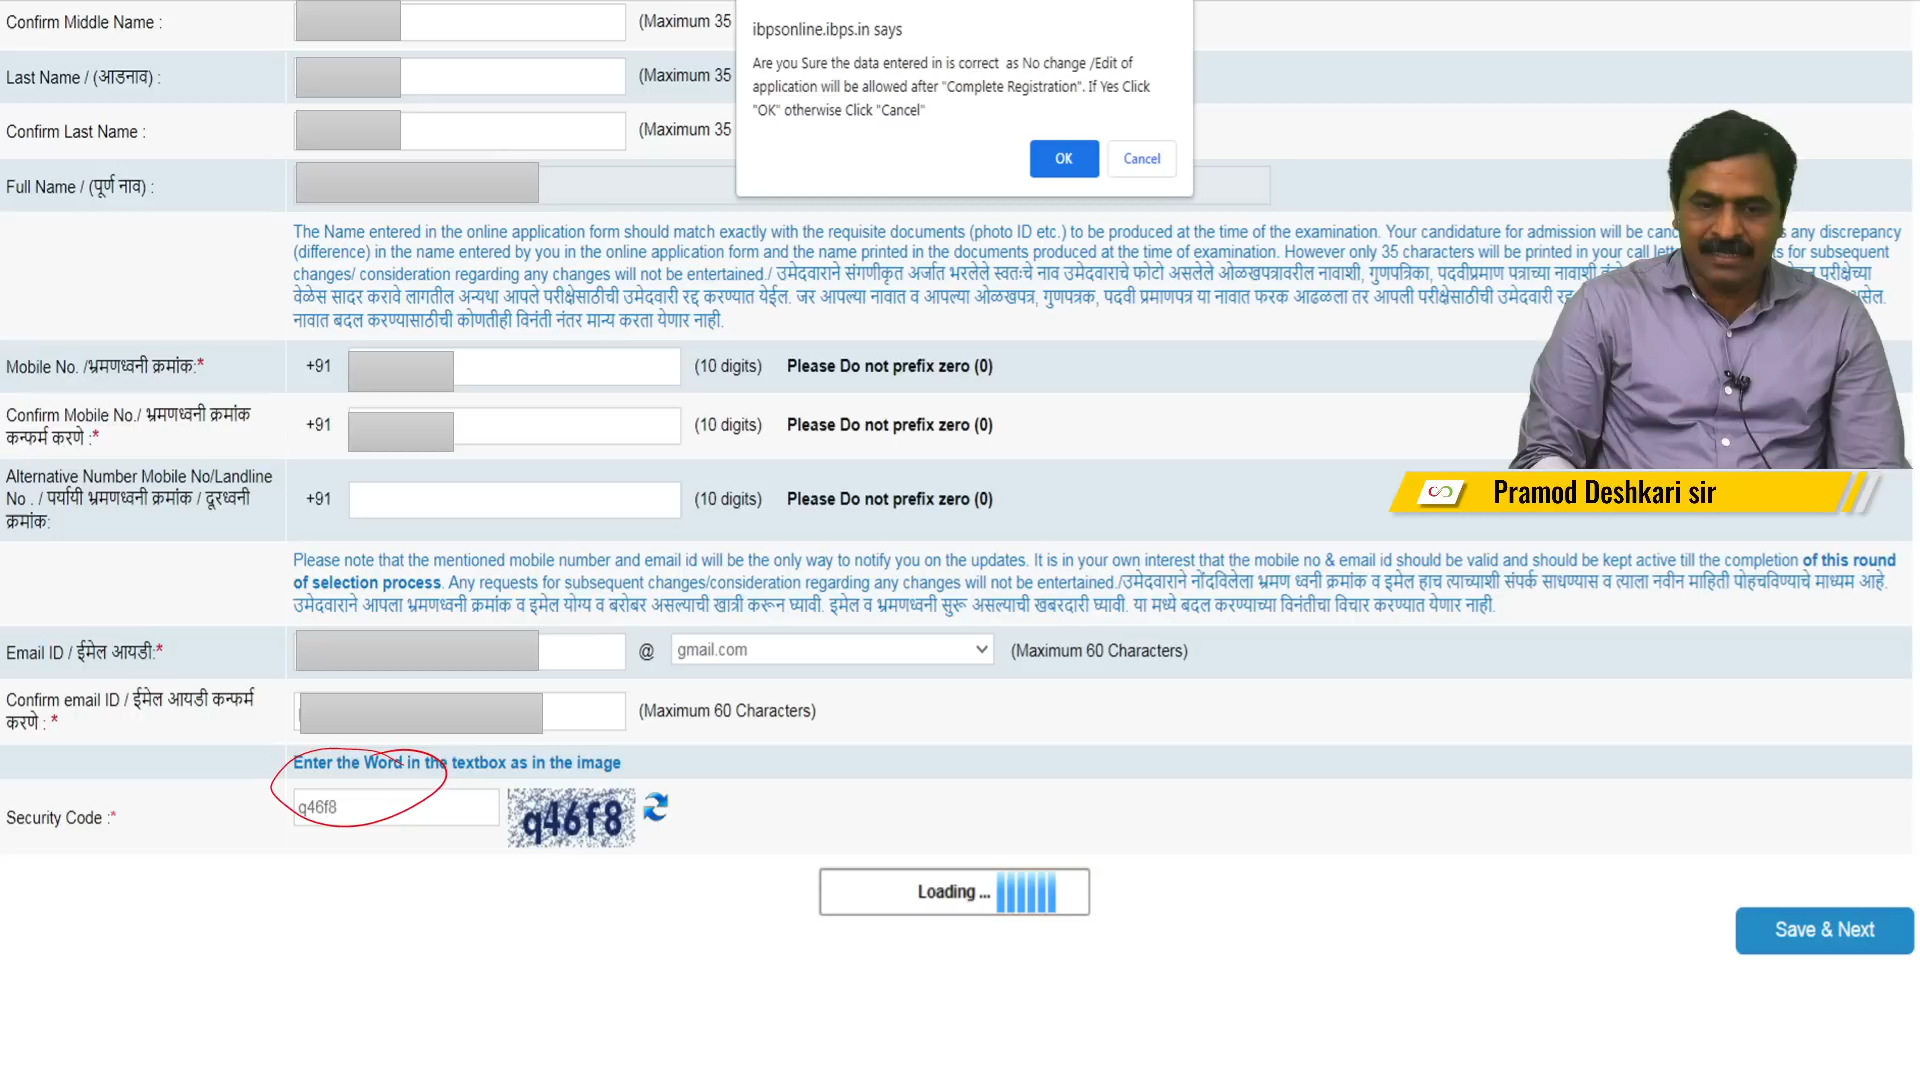 Confirm Middle Name :
(Maximum 35
ibpsonline.ibps.in says
Are you Sure the data entered in is correct as No change /Edit of
application will be allowed after "Complete Registration". If Yes Click
"OK" otherwise Click "Cancel"
OK
Cancel
Last Name / (आडनाव) :
(Maximum 35
Confirm Last Name :
(Maximum 35
Full Name / (पूर्ण नाव) :
The Name entered in the online application form should match exactly with the requisite documents (photo ID etc.) to be produced at the time of the examination. Your candidature for admission will be any discrepancy
(difference) in the name entered by you in the online application form and the name printed in the documents produced at the time of examination. However only 35 characters will be printed in your call s for subsequent
changes/ consideration regarding any changes will not be entertained./ उमेदवाराने संगणीकृत अर्जात भरलेले स्वतःचे नाव उमेदवाराचे फोटो असलेले ओळखपत्रावरील नावाशी, गुणपत्रिका, पदवीप्रमाण पत्राच्या नावाशी परीक्षेच्या
वेळेस सादर करावे लागतील अन्यथा आपले परीक्षेसाठीची उमेदवारी रद्द करण्यात येईल. जर आपल्या नावात व आपल्या ओळखपत्र, गुणपत्रक, पदवी प्रमाणपत्र या नावात फरक आढळला तर आपली परीक्षेसाठीची उमेदवारी असेल.
नावात बदल करण्यासाठीची कोणतीही विनंती नंतर मान्य करता येणार नाही.
Mobile No. /भ्रमणध्वनी क्रमांक:*
+91
(10 digits) Please Do not prefix zero (0)
Confirm Mobile No./ भ्रमणध्वनी क्रमांक
कन्फर्म करणे :*
+91
(10 digits) Please Do not prefix zero (0)
Alternative Number Mobile No/Landline
No . / पर्यायी भ्रमणध्वनी क्रमांक / दूरध्वनी
क्रमांक:
+91
(10 digits) Please Do not prefix zero (0)
Pramod Deshkari sir
Please note that the mentioned mobile number and email id will be the only way to notify you on the updates. It is in your own interest that the mobile no & email id should be valid and should be kept active till the completion of this round
of selection process. Any requests for subsequent changes/consideration regarding any changes will not be entertained./उमेदवाराने नोंदविलेला भ्रमण ध्वनी क्रमांक व इमेल हाच त्याच्याशी संपर्क साधण्यास व त्याला नवीन माहिती पोहचविण्याचे माध्यम आहे.
उमेदवाराने आपला भ्रमणध्वनी क्रमांक व इमेल योग्य व बरोबर असल्याची खात्री करून घ्यावी. इमेल व भ्रमणध्वनी सुरू असल्याची खबरदारी घ्यावी. या मध्ये बदल करण्याच्या विनंतीचा विचार करण्यात येणार नाही.
Email ID / ईमेल आयडी:*
@ gmail.com
(Maximum 60 Characters)
Confirm email ID / ईमेल आयडी कन्फर्म
करणे : *
(Maximum 60 Characters)
Enter the Word in the textbox as in the image
Security Code :*
q46f8
q46f8
Loading ...
Save & Next